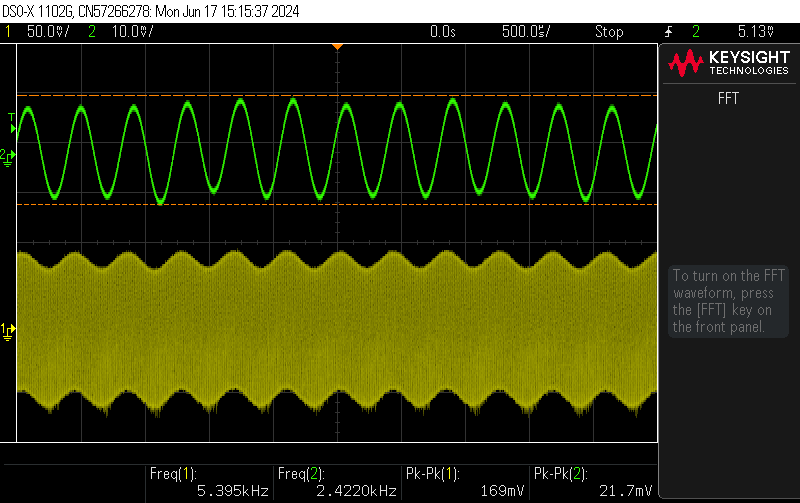 DSO-X 1102G, CN57266278: Mon Jun 17 15:15:37 2024
1 50.0V/ 2 10.0V/ 0.0s 500.0s/ Stop 2 5.13V
KEYSIGHT
TECHNOLOGIES
FFT
T
2
1
To turn on the FFT
waveform, press
the [FFT] key on
the front panel.
Freq(1): Freq(2): Pk-Pk(1): Pk-Pk(2):
5.395kHz 2.4220kHz 169mV 21.7mV